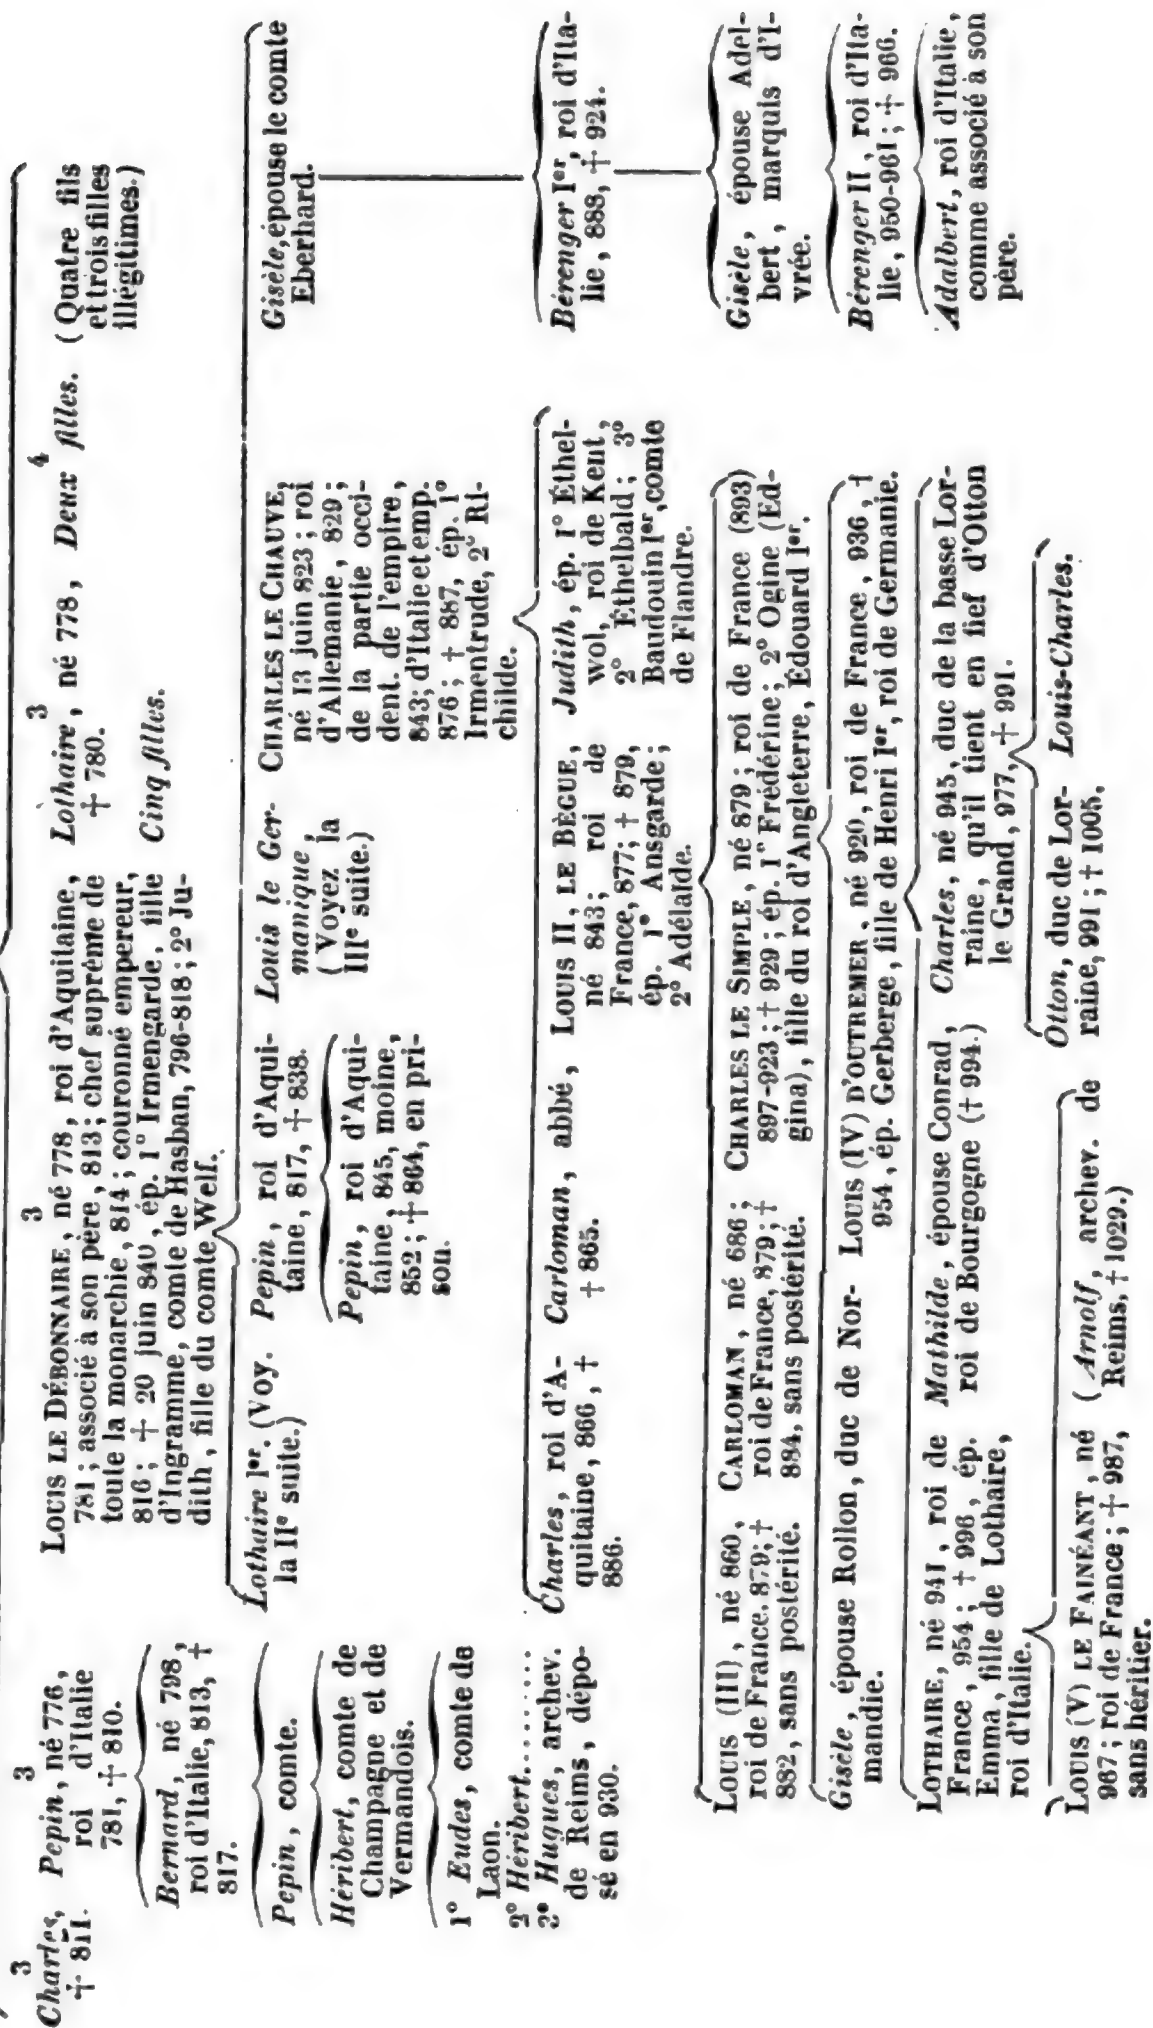 3
Charles,
† 811.
3
Pepin, né 776,
roi d'Italie
781, † 810.
Bernard, né 798,
roi d'Italie, 813, †
817.
Pepin, comte.
Héribert, comte de
Champagne et de
Vermandois.
1° Eudes, comte de
Laon.
2° Héribert........
3° Hugues, archev.
de Reims, dépo-
sé en 930.
3
LOUIS LE DÉBONNAIRE, né 778, roi d'Aquitaine,
781; associé à son père, 813; chef suprême de
toute la monarchie, 814; couronné empereur,
816; † 20 juin 840, ép. 1° Irmengarde, fille
d'Ingramme, comte de Hasban, 796-818; 2° Ju-
dith, fille du comte Welf.
3
Lothaire, né 778,
† 780.
4
Deux filles.
Cinq filles.
(Quatre fils
et trois filles
illégitimes.)
Lothaire Ier. (Voy.
la IIe suite.)
Pepin, roi d'Aqui-
taine, 817, † 838.
Pepin, roi d'Aqui-
taine, 845, moine,
852; † 864, en pri-
son.
Louis le Ger-
manique,
(Voyez la
IIIe suite.)
CHARLES LE CHAUVE,
né 13 juin 823; roi
d'Allemanie, 829;
de la partie occi-
dent. de l'empire,
843; d'Italie et emp.
876; † 887, ép. 1°
Irmentrude, 2° Ri-
childe.
Gisèle, épouse le comte
Eberhard.
Bérenger Ier, roi d'Ita-
lie, 888, † 924.
Gisèle, épouse Adel-
bert, marquis d'I-
vrée.
Bérenger II, roi d'Ita-
lie, 950-961; † 966.
Adalbert, roi d'Italie,
comme associé à son
père.
Charles, roi d'A-
quitaine, 866, †
886.
Carloman, abbé,
† 865.
LOUIS II, LE BÈGUE,
né 843; roi de
France, 877; † 879,
ép. 1° Ansgarde;
2° Adélaïde.
Judith, ép. 1° Éthel-
wol, roi de Kent,
2° Éthelbald; 3°
Baudouin Ier, comte
de Flandre.
LOUIS (III), né 860,
roi de France, 879; †
882, sans postérité.
CARLOMAN, né 686;
roi de France, 879; †
884, sans postérité.
CHARLES LE SIMPLE, né 879; roi de France (893)
897-923; † 929; ép. 1° Frédérine; 2° Ogine (Ed-
gina), fille du roi d'Angleterre, Édouard Ier.
Gisèle, épouse Rollon, duc de Nor-
mandie.
LOUIS (IV) D'OUTREMER, né 920, roi de France, 936, †
954, ép. Gerberge, fille de Henri Ier, roi de Germanie.
LOTHAIRE, né 941, roi de
France, 954; † 996, ép.
Emma, fille de Lothaire,
roi d'Italie.
Mathilde, épouse Conrad,
roi de Bourgogne († 994.)
Charles, né 945, duc de la basse Lor-
raine, qu'il tient en fief d'Otton
le Grand, 977, † 991.
LOUIS (V) LE FAINÉANT, né
967; roi de France; † 987,
sans héritier.
(Arnolf, archev. de
Reims, † 1029.)
Otton, duc de Lor-
raine, 991; † 1005.
Louis-Charles.